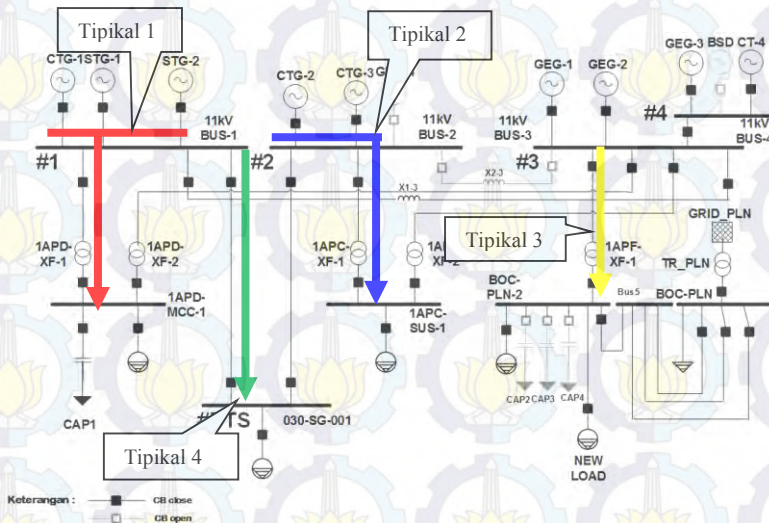 Tipikal 1
Tipikal 2
CTG-1
STG-1
STG-2
CTG-2
CTG-3
GEG-1
GEG-2
GEG-3
BSD
CT-4
11kV
BUS-1
11kV
BUS-2
11kV
BUS-3
#4
11kV
BUS-4
#1
#2
#3
X2-3
X1-3
Tipikal 3
GRID_PLN
1APD-
XF-1
1APD-
XF-2
1APC-
XF-1
XF-2
1APF-
XF-1
TR_PLN
BOC-
PLN-2
Bus5
BOC-PLN
1APD-
MCC-1
1APC-
SUS-1
CAP1
CAP2
CAP3
CAP4
TS
030-SG-001
Tipikal 4
NEW
LOAD
Keterangan :
CB close
CB open